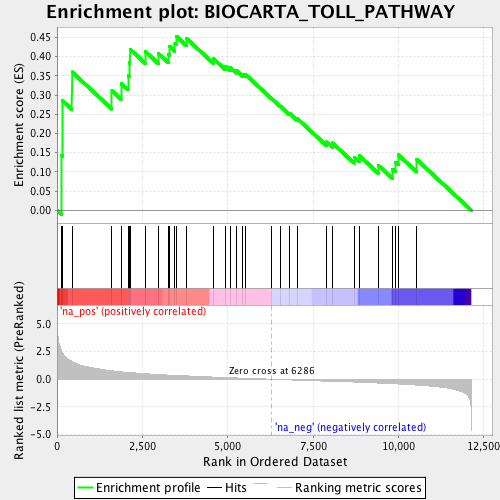 Enrichment plot: BIOCARTA_TOLL_PATHWAY
Enrichment score (ES)
0.45
0.40
0.35
0.30
0.25
0.20
0.15
0.10
0.05
0.00
'na_pos' (positively correlated)
Ranked list metric (PreRanked)
5.0
2.5
0.0
-2.5
-5.0
Zero cross at 6286
'na_neg' (negatively correlated)
0 2,500 5,000 7,500 10,000 12,500
Rank in Ordered Dataset
Enrichment profile Hits Ranking metric scores